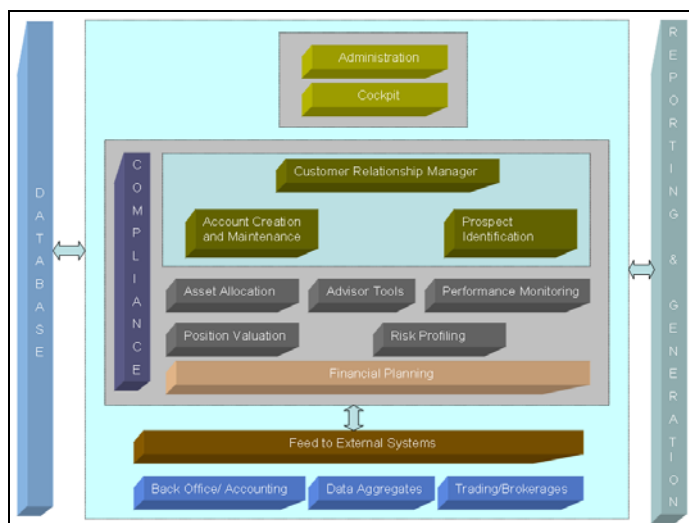 Administration
Cockpit
DATABASE
COMPLIANCE
Customer Relationship Manager
Account Creation
and Maintenance
Prospect
Identification
Asset Allocation
Advisor Tools
Performance Monitoring
Position Valuation
Risk Profiling
Financial Planning
Feed to External Systems
Back Office/ Accounting
Data Aggregates
Trading/Brokerages
REPORTING & GENERATION